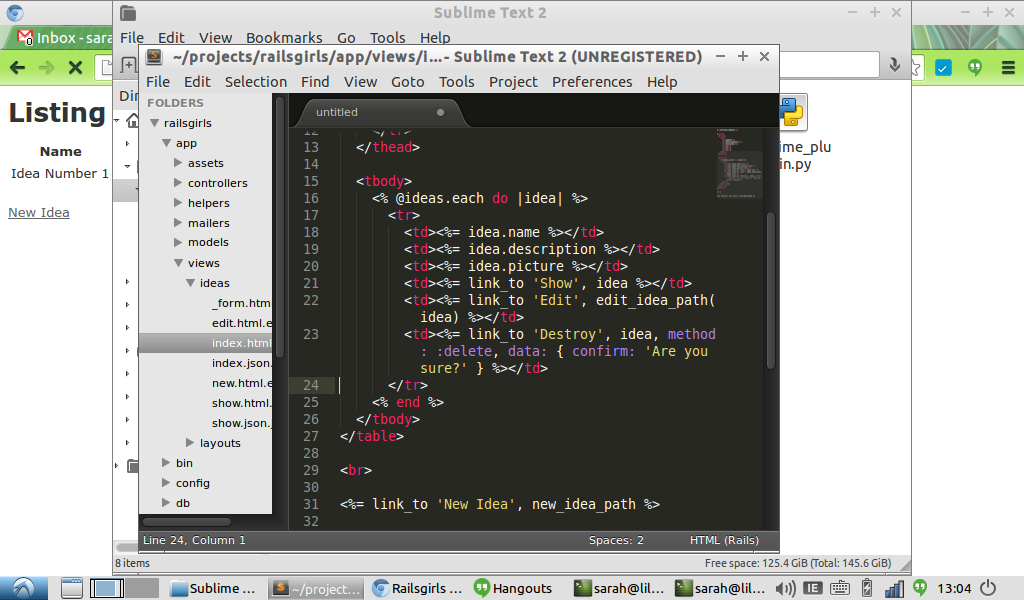 Sublime Text 2
Inbox - sara
File Edit View Bookmarks Go Tools Help
~/projects/railsgirls/app/views/i...- Sublime Text 2 (UNREGISTERED)
File Edit Selection Find View Goto Tools Project Preferences Help
Listing
Name
Idea Number 1
New Idea
Dir
FOLDERS
railsgirls
app
assets
controllers
helpers
mailers
models
views
ideas
_form.htm
edit.html.e
index.html
index.json.
new.html.e
show.html.
show.json.
layouts
bin
config
db
untitled
12 </tr>
13 </thead>
14
15 <tbody>
16 <% @ideas.each do |idea| %>
17 <tr>
18 <td><%= idea.name %></td>
19 <td><%= idea.description %></td>
20 <td><%= idea.picture %></td>
21 <td><%= link_to 'Show', idea %></td>
22 <td><%= link_to 'Edit', edit_idea_path(
idea) %></td>
23 <td><%= link_to 'Destroy', idea, method
: :delete, data: { confirm: 'Are you
sure?' } %></td>
24 </tr>
25 <% end %>
26 </tbody>
27 </table>
28
29 <br>
30
31 <%= link_to 'New Idea', new_idea_path %>
32
Line 24, Column 1 Spaces: 2 HTML (Rails)
ime_plu
in.py
8 items Free space: 125.4 GiB (Total: 145.6 GiB)
Sublime ... ~/project... Railsgirls ... Hangouts sarah@lil... sarah@lil... IE 13:04